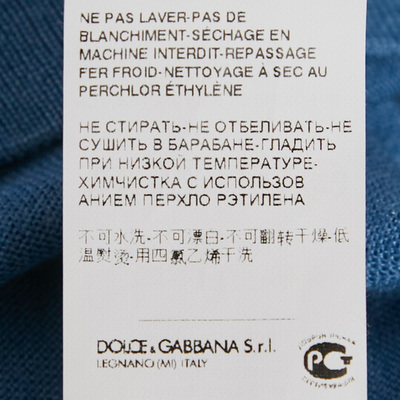 NE PAS LAVER-PAS DE
BLANCHIMENT-SÉCHAGE EN
MACHINE INTERDIT-REPASSAGE
FER FROID-NETTOYAGE À SEC AU
PERCHLOR ÉTHYLÈNE
НЕ СТИРАТЬ-НЕ ОТБЕЛИВАТЬ-НЕ
СУШИТЬ В БАРАБАНЕ-ГЛАДИТЬ
ПРИ НИЗКОЙ ТЕМПЕРАТУРЕ-
ХИМЧИСТКА С ИСПОЛЬЗОВ
АНИЕМ ПЕРХЛО РЭТИЛЕНА
不可水洗-不可漂白-不可翻转干燥-低
温熨烫-用四氯乙烯干洗
DOLCE & GABBANA S.r.l.
LEGNANO (MI) ITALY
РС